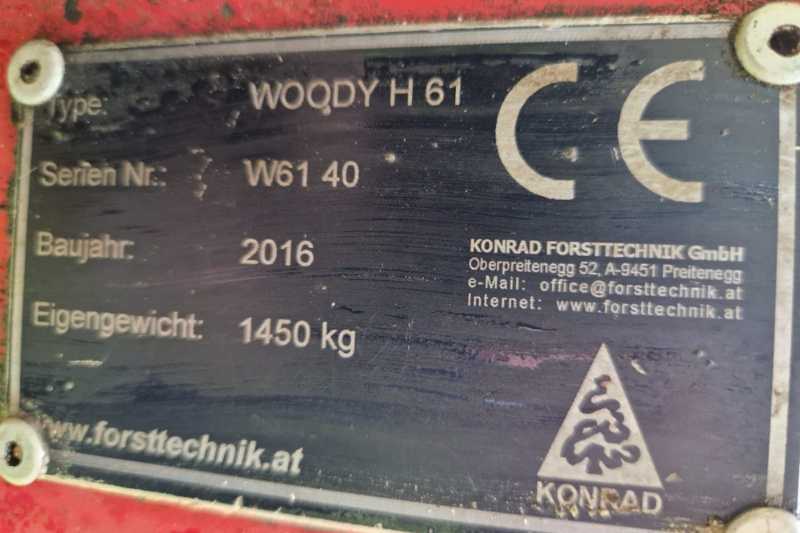 Type: WOODY H 61
Serien Nr.: W61 40
Baujahr: 2016
Eigengewicht: 1450 kg
www.forsttechnik.at
CE
KONRAD FORSTTECHNIK GmbH
Oberpreitenegg 52, A-9451 Preitenegg
e-Mail: office@forsttechnik.at
Internet: www.forsttechnik.at
KONRAD